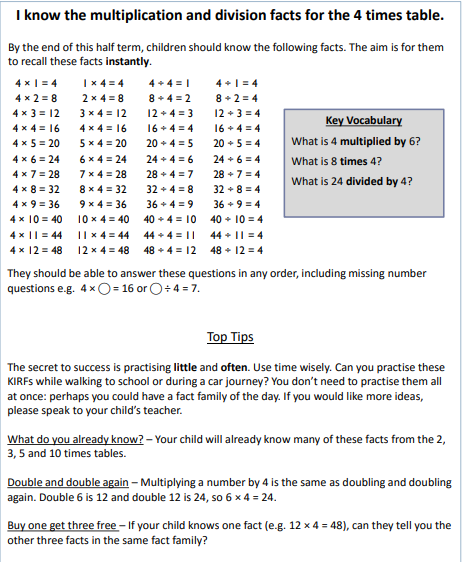 I know the multiplication and division facts for the 4 times table.
By the end of this half term, children should know the following facts. The aim is for them
to recall these facts instantly.
4 × 1 = 4 1 × 4 = 4 4 ÷ 4 = 1 4 ÷ 1 = 4
4 × 2 = 8 2 × 4 = 8 8 ÷ 4 = 2 8 ÷ 2 = 4
4 × 3 = 12 3 × 4 = 12 12 ÷ 4 = 3 12 ÷ 3 = 4
4 × 4 = 16 4 × 4 = 16 16 ÷ 4 = 4 16 ÷ 4 = 4
4 × 5 = 20 5 × 4 = 20 20 ÷ 4 = 5 20 ÷ 5 = 4
4 × 6 = 24 6 × 4 = 24 24 ÷ 4 = 6 24 ÷ 6 = 4
4 × 7 = 28 7 × 4 = 28 28 ÷ 4 = 7 28 ÷ 7 = 4
4 × 8 = 32 8 × 4 = 32 32 ÷ 4 = 8 32 ÷ 8 = 4
4 × 9 = 36 9 × 4 = 36 36 ÷ 4 = 9 36 ÷ 9 = 4
4 × 10 = 40 10 × 4 = 40 40 ÷ 4 = 10 40 ÷ 10 = 4
4 × 11 = 44 11 × 4 = 44 44 ÷ 4 = 11 44 ÷ 11 = 4
4 × 12 = 48 12 × 4 = 48 48 ÷ 4 = 12 48 ÷ 12 = 4
Key Vocabulary
What is 4 multiplied by 6?
What is 8 times 4?
What is 24 divided by 4?
They should be able to answer these questions in any order, including missing number
questions e.g. 4 × ◯ = 16 or ◯ ÷ 4 = 7.
Top Tips
The secret to success is practising little and often. Use time wisely. Can you practise these
KIRFs while walking to school or during a car journey? You don't need to practise them all
at once: perhaps you could have a fact family of the day. If you would like more ideas,
please speak to your child's teacher.
What do you already know? – Your child will already know many of these facts from the 2,
3, 5 and 10 times tables.
Double and double again – Multiplying a number by 4 is the same as doubling and doubling
again. Double 6 is 12 and double 12 is 24, so 6 × 4 = 24.
Buy one get three free – If your child knows one fact (e.g. 12 × 4 = 48), can they tell you the
other three facts in the same fact family?